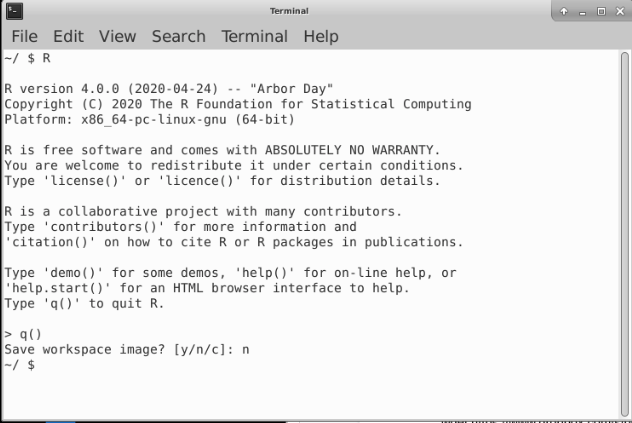 Terminal
File Edit View Search Terminal Help
~/ $ R
R version 4.0.0 (2020-04-24) -- "Arbor Day"
Copyright (C) 2020 The R Foundation for Statistical Computing
Platform: x86_64-pc-linux-gnu (64-bit)
R is free software and comes with ABSOLUTELY NO WARRANTY.
You are welcome to redistribute it under certain conditions.
Type 'license()' or 'licence()' for distribution details.
R is a collaborative project with many contributors.
Type 'contributors()' for more information and
'citation()' on how to cite R or R packages in publications.
Type 'demo()' for some demos, 'help()' for on-line help, or
'help.start()' for an HTML browser interface to help.
Type 'q()' to quit R.
> q()
Save workspace image? [y/n/c]: n
~/ $